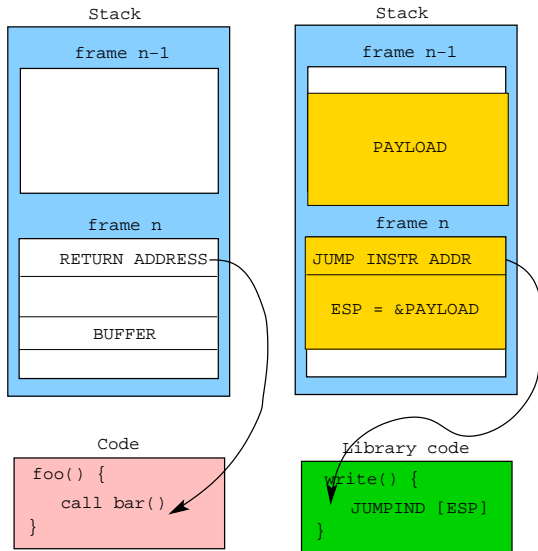 Stack
frame n-1
frame n
RETURN ADDRESS
BUFFER
Code
foo() {
call bar()
}
Stack
frame n-1
PAYLOAD
frame n
JUMP INSTR ADDR
ESP = &PAYLOAD
Library code
write() {
JUMPIND [ESP]
}